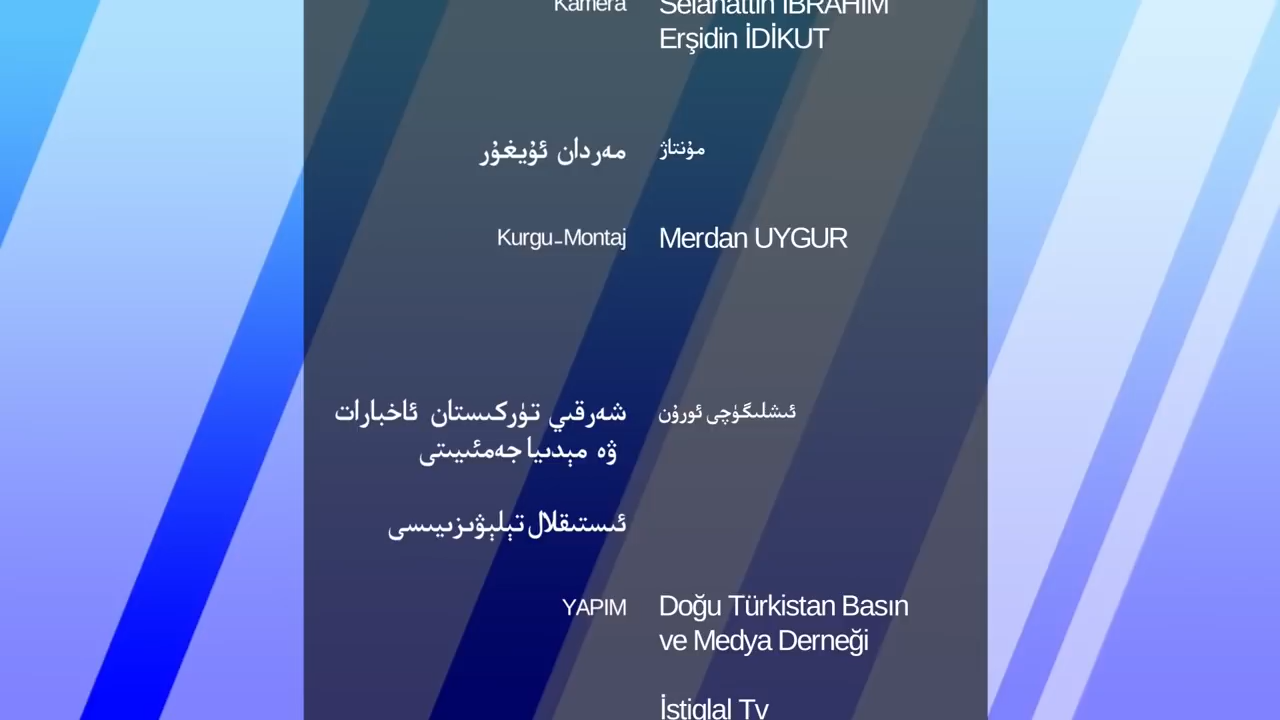 Kamera Selahattin İBRAHİM
Erşidin İDİKUT
مۇنتاژ مەردان ئۇيغۇر
Kurgu-Montaj Merdan UYGUR
ئىشلىگۈچى ئورۇن شەرقىي تۈركىستان ئاخبارات
ۋە مېدىيا جەمئىيىتى
ئىستىقلال تېلېۋىزىيىسى
YAPIM Doğu Türkistan Basın
ve Medya Derneği
İstiqlal Tv